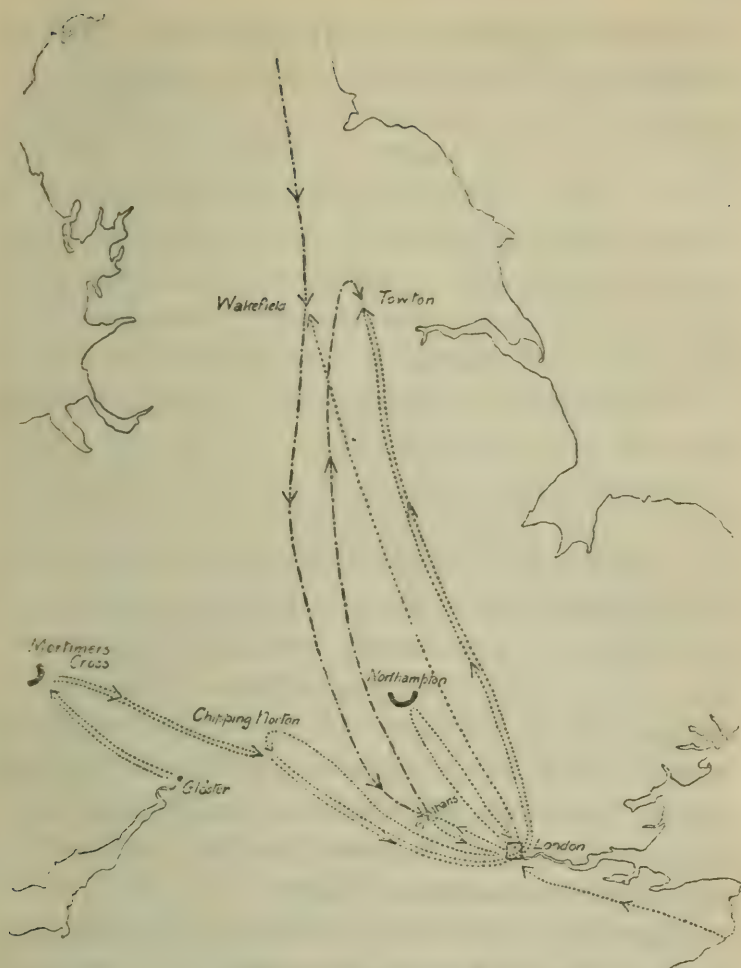 Wakefield
Towton
Mortimers
Cross
Northampton
Chipping Norton
Gloster
London